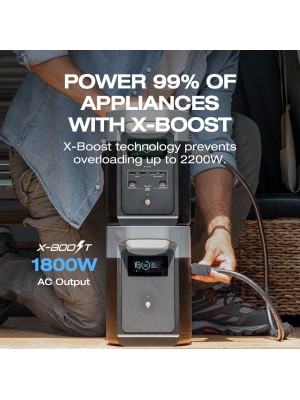 POWER 99% OF
APPLIANCES
WITH X-BOOST
X-Boost technology prevents
overloading up to 2200W.
X-BOOST
1800W
AC Output